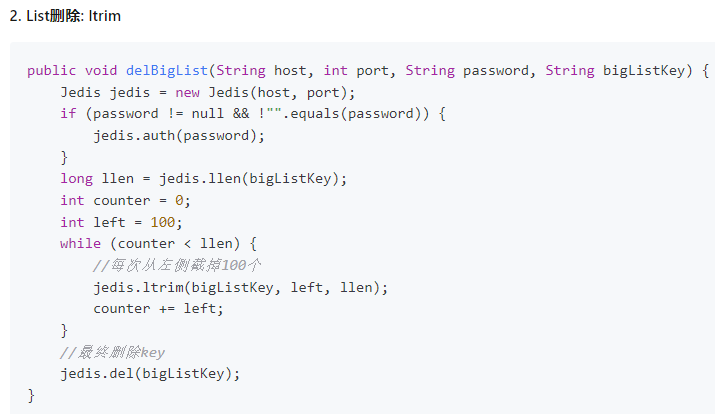 2. List删除: ltrim
public void delBigList(String host, int port, String password, String bigListKey) {
    Jedis jedis = new Jedis(host, port);
    if (password != null && !"".equals(password)) {
        jedis.auth(password);
    }
    long llen = jedis.llen(bigListKey);
    int counter = 0;
    int left = 100;
    while (counter < llen) {
        //每次从左侧截掉100个
        jedis.ltrim(bigListKey, left, llen);
        counter += left;
    }
    //最终删除key
    jedis.del(bigListKey);
}